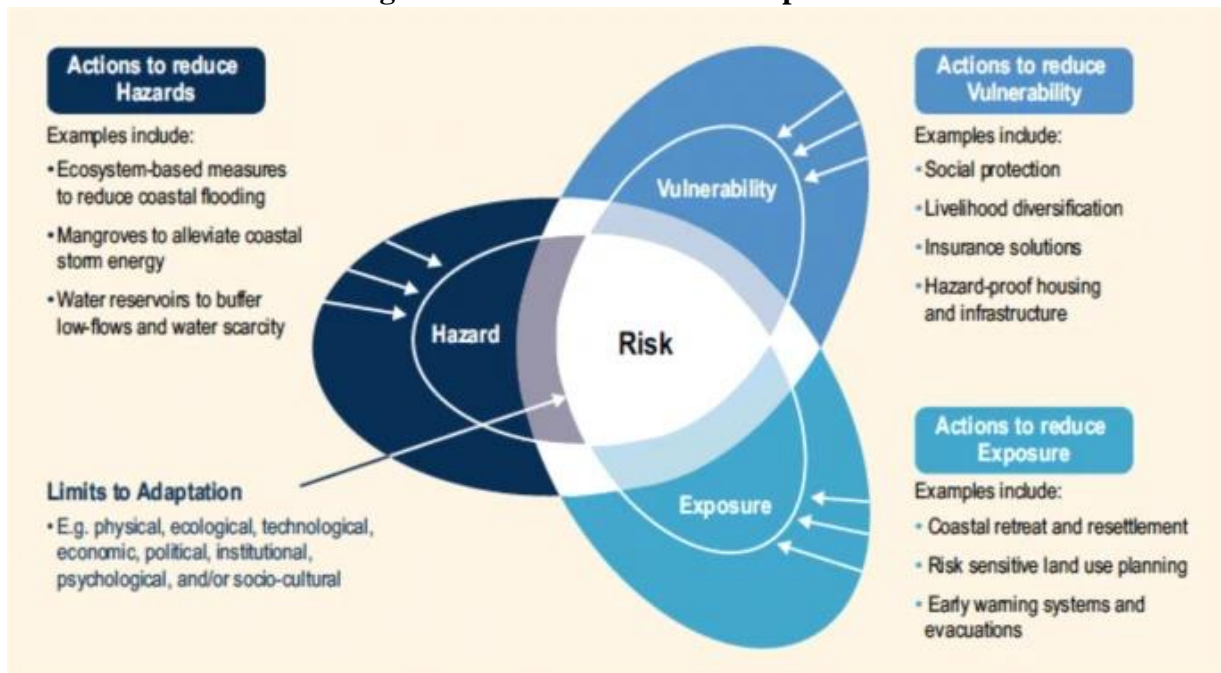 Actions to reduce
Hazards
Examples include:
•Ecosystem-based measures
to reduce coastal flooding
•Mangroves to alleviate coastal
storm energy
•Water reservoirs to buffer
low-flows and water scarcity
Limits to Adaptation
•E.g. physical, ecological, technological,
economic, political, institutional,
psychological, and/or socio-cultural
Vulnerability
Hazard
Risk
Exposure
Actions to reduce
Vulnerability
Examples include:
•Social protection
•Livelihood diversification
•Insurance solutions
•Hazard-proof housing
and infrastructure
Actions to reduce
Exposure
Examples include:
• Coastal retreat and resettlement
• Risk sensitive land use planning
• Early warning systems and
evacuations